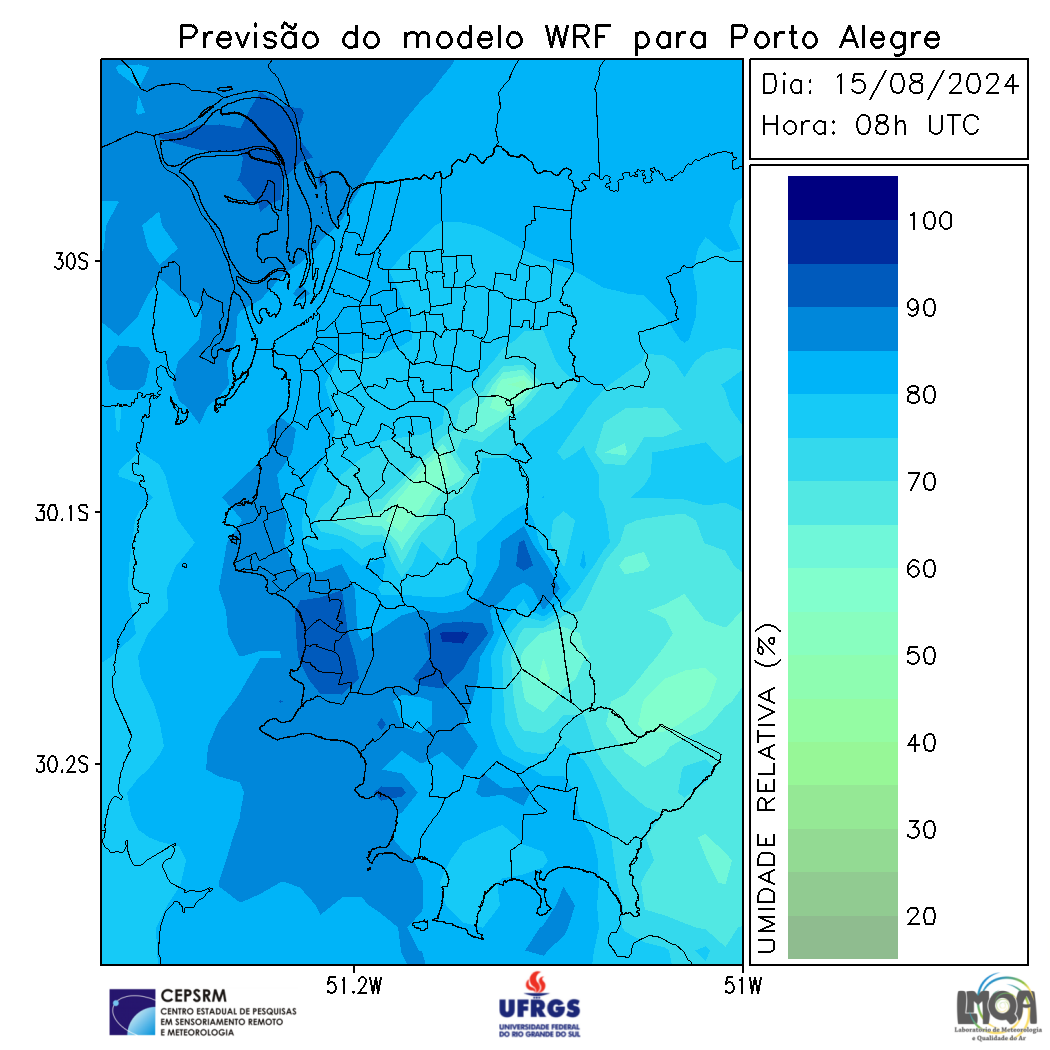 Previsão do modelo WRF para Porto Alegre
Dia: 15/08/2024
Hora: 08h UTC
30S
30.1S
30.2S
51.2W
51W
100
90
80
70
60
50
40
30
20
UMIDADE RELATIVA (%)
CEPSRM
CENTRO ESTADUAL DE PESQUISAS
EM SENSORIAMENTO REMOTO
E METEOROLOGIA
UFRGS
UNIVERSIDADE FEDERAL
DO RIO GRANDE DO SUL
LMQA
Laboratório de Meteorologia
e Qualidade do Ar